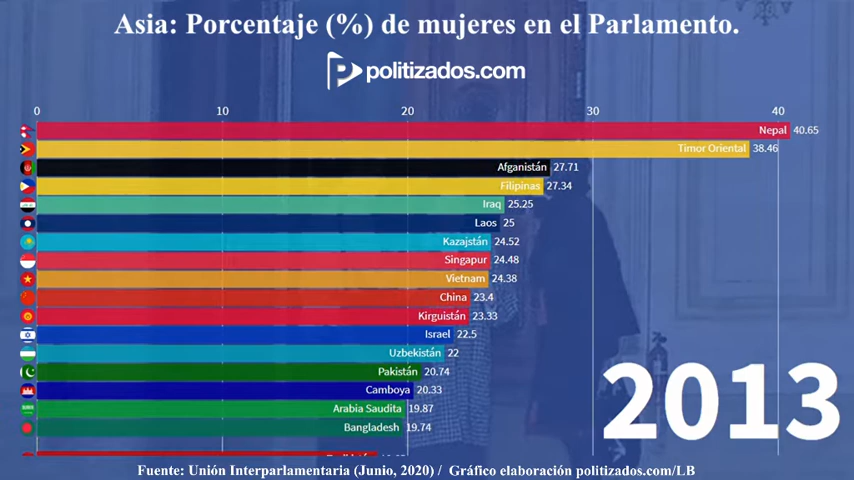 Asia: Porcentaje (%) de mujeres en el Parlamento.
politizados.com
0 10 20 30 40
Nepal 40.65
Timor Oriental 38.46
Afganistán 27.71
Filipinas 27.34
Iraq 25.25
Laos 25
Kazajstán 24.52
Singapur 24.48
Vietnam 24.38
China 23.4
Kirguistán 23.33
Israel 22.5
Uzbekistán 22
Pakistán 20.74
Camboya 20.33
Arabia Saudita 19.87
Bangladesh 19.74
2013
Fuente: Unión Interparlamentaria (Junio, 2020) / Gráfico elaboración politizados.com/LB